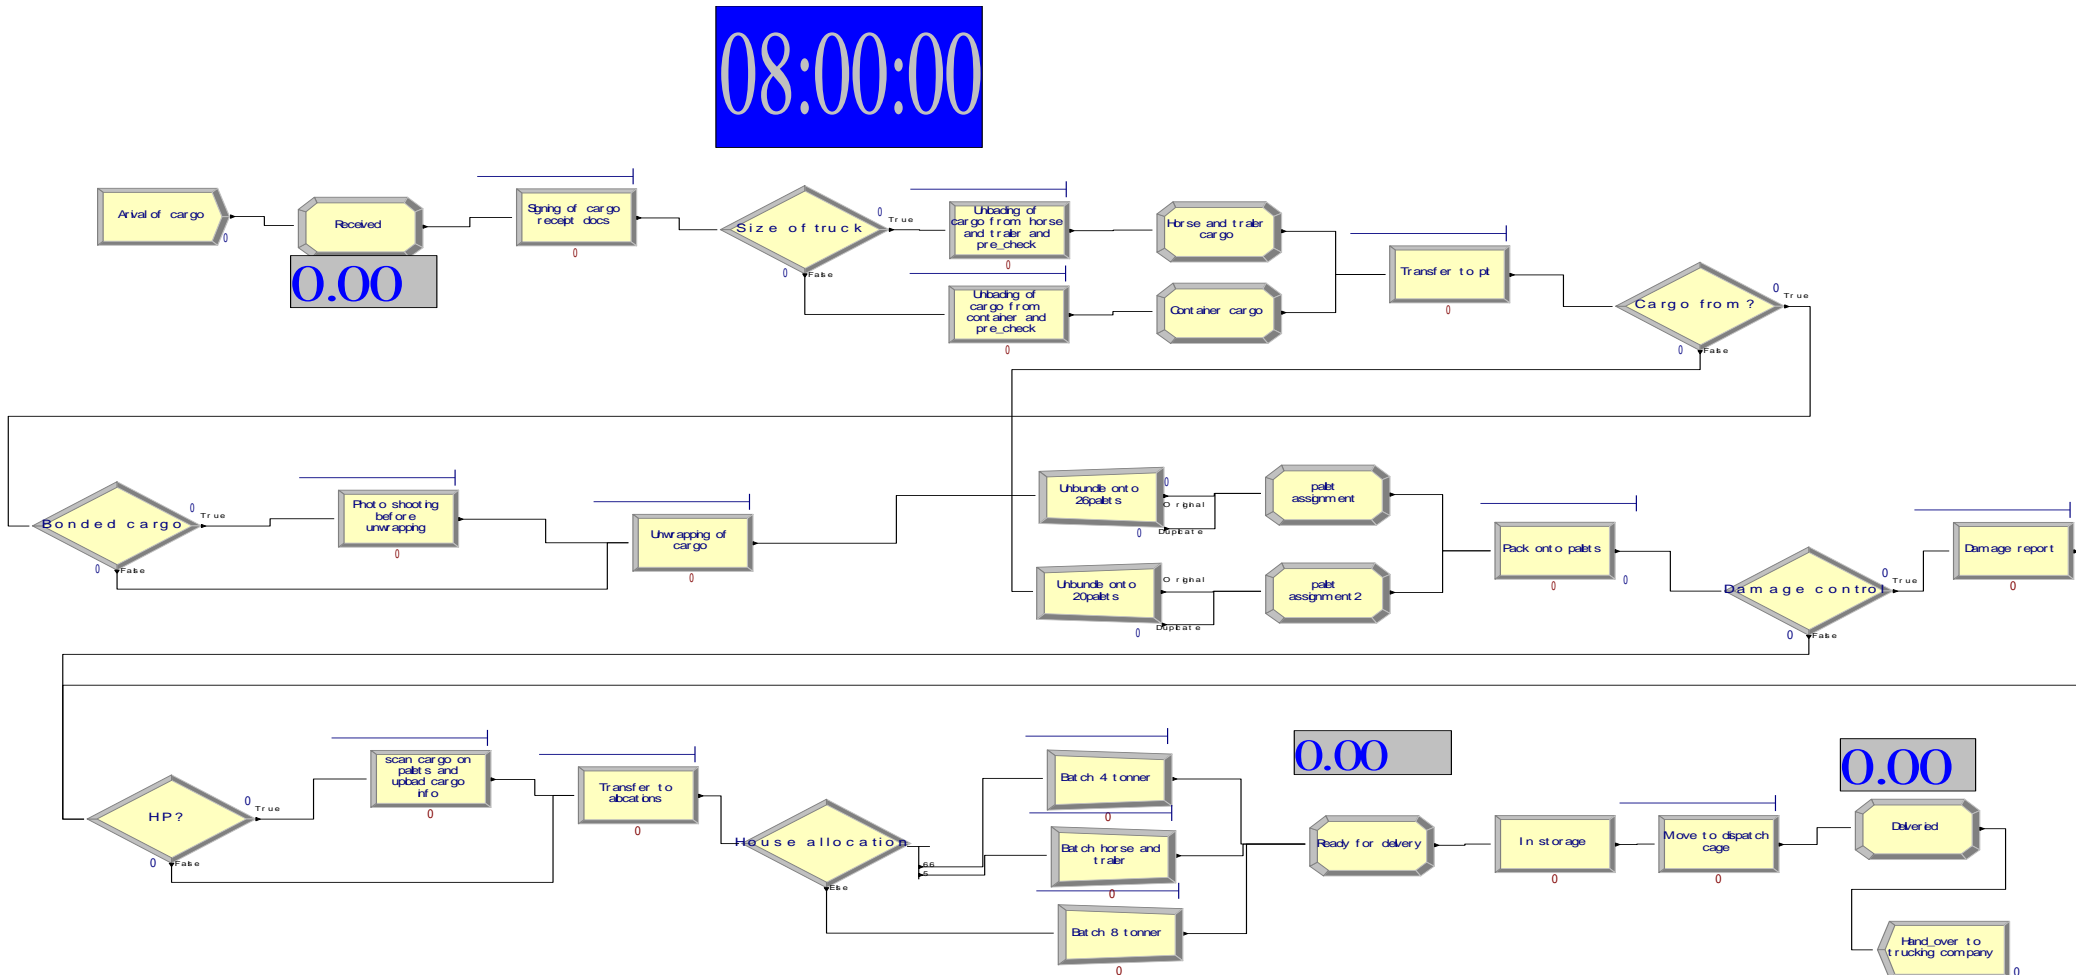 08:00:00
Arrival of cargo
0
Received
0.00
Signing of cargo
receipt docs
0
Size of truck
0
True
0
False
Unloading of
cargo from horse
and trailer and
pre_check
0
Unloading of
cargo from
container and
pre_check
0
Horse and trailer
cargo
Container cargo
Transfer to pt
0
Cargo from ?
0
True
0
False
Bonded cargo
0
True
0
False
Photo shooting
before
unwrapping
0
Unwrapping of
cargo
0
Unbundle onto
26pallets
0
Original
0
Duplicate
Unbundle onto
20pallets
Original
0
Duplicate
pallet
assignment
pallet
assignment 2
Pack onto pallets
0
0
Damage control
0
True
0
False
Damage report
0
HP?
0
True
0
False
scan cargo on
pallets and
upload cargo
info
0
Transfer to
allocations
0
House allocation
66
5
Else
Batch 4 tonner
0
Batch horse and
trailer
0
Batch 8 tonner
0
0.00
Ready for delivery
In storage
0
Move to dispatch
cage
0
0.00
Delivered
Hand_over to
trucking company
0